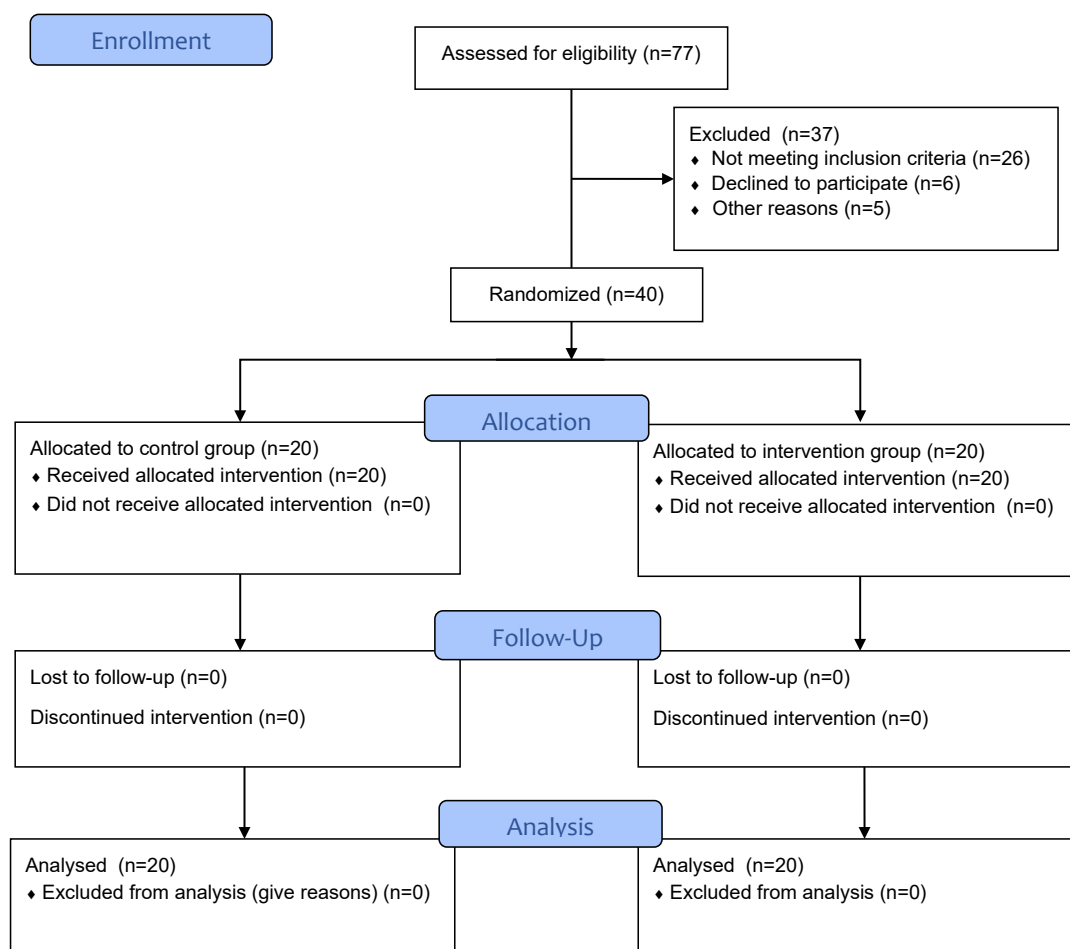 Enrollment
Assessed for eligibility (n=77)
Excluded (n=37)
♦ Not meeting inclusion criteria (n=26)
♦ Declined to participate (n=6)
♦ Other reasons (n=5)
Randomized (n=40)
Allocation
Allocated to control group (n=20)
♦ Received allocated intervention (n=20)
♦ Did not receive allocated intervention (n=0)
Allocated to intervention group (n=20)
♦ Received allocated intervention (n=20)
♦ Did not receive allocated intervention (n=0)
Follow-Up
Lost to follow-up (n=0)
Discontinued intervention (n=0)
Lost to follow-up (n=0)
Discontinued intervention (n=0)
Analysis
Analysed (n=20)
♦ Excluded from analysis (give reasons) (n=0)
Analysed (n=20)
♦ Excluded from analysis (n=0)